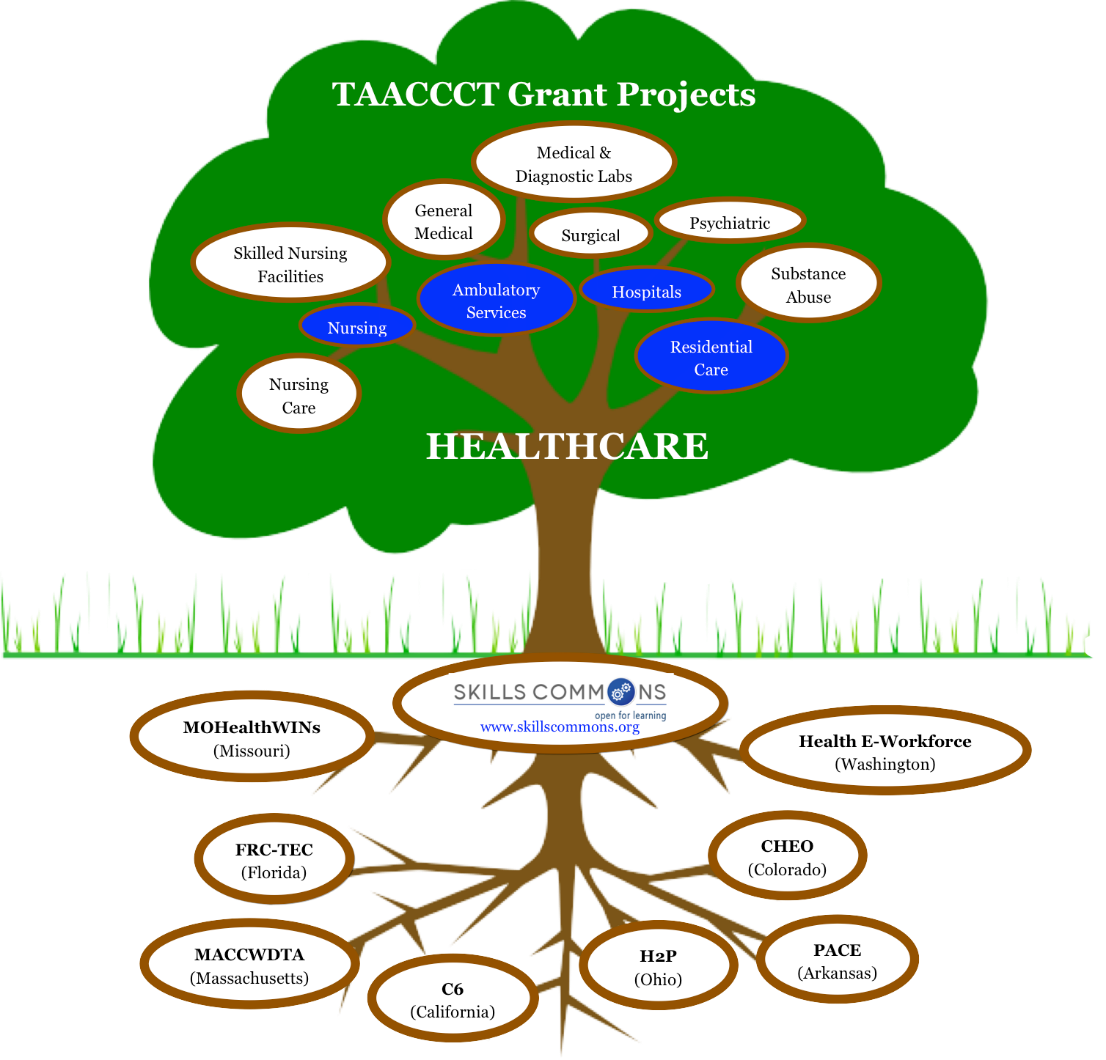 TAACCCT Grant Projects
Medical &
Diagnostic Labs
General
Medical
Surgical
Psychiatric
Skilled Nursing
Facilities
Substance
Abuse
Ambulatory
Services
Hospitals
Nursing
Residential
Care
Nursing
Care
HEALTHCARE
SKILLS COMMONS
open for learning
www.skillscommons.org
MOHealthWINs
(Missouri)
Health E-Workforce
(Washington)
FRC-TEC
(Florida)
CHEO
(Colorado)
MACCWDTA
(Massachusetts)
C6
(California)
H2P
(Ohio)
PACE
(Arkansas)